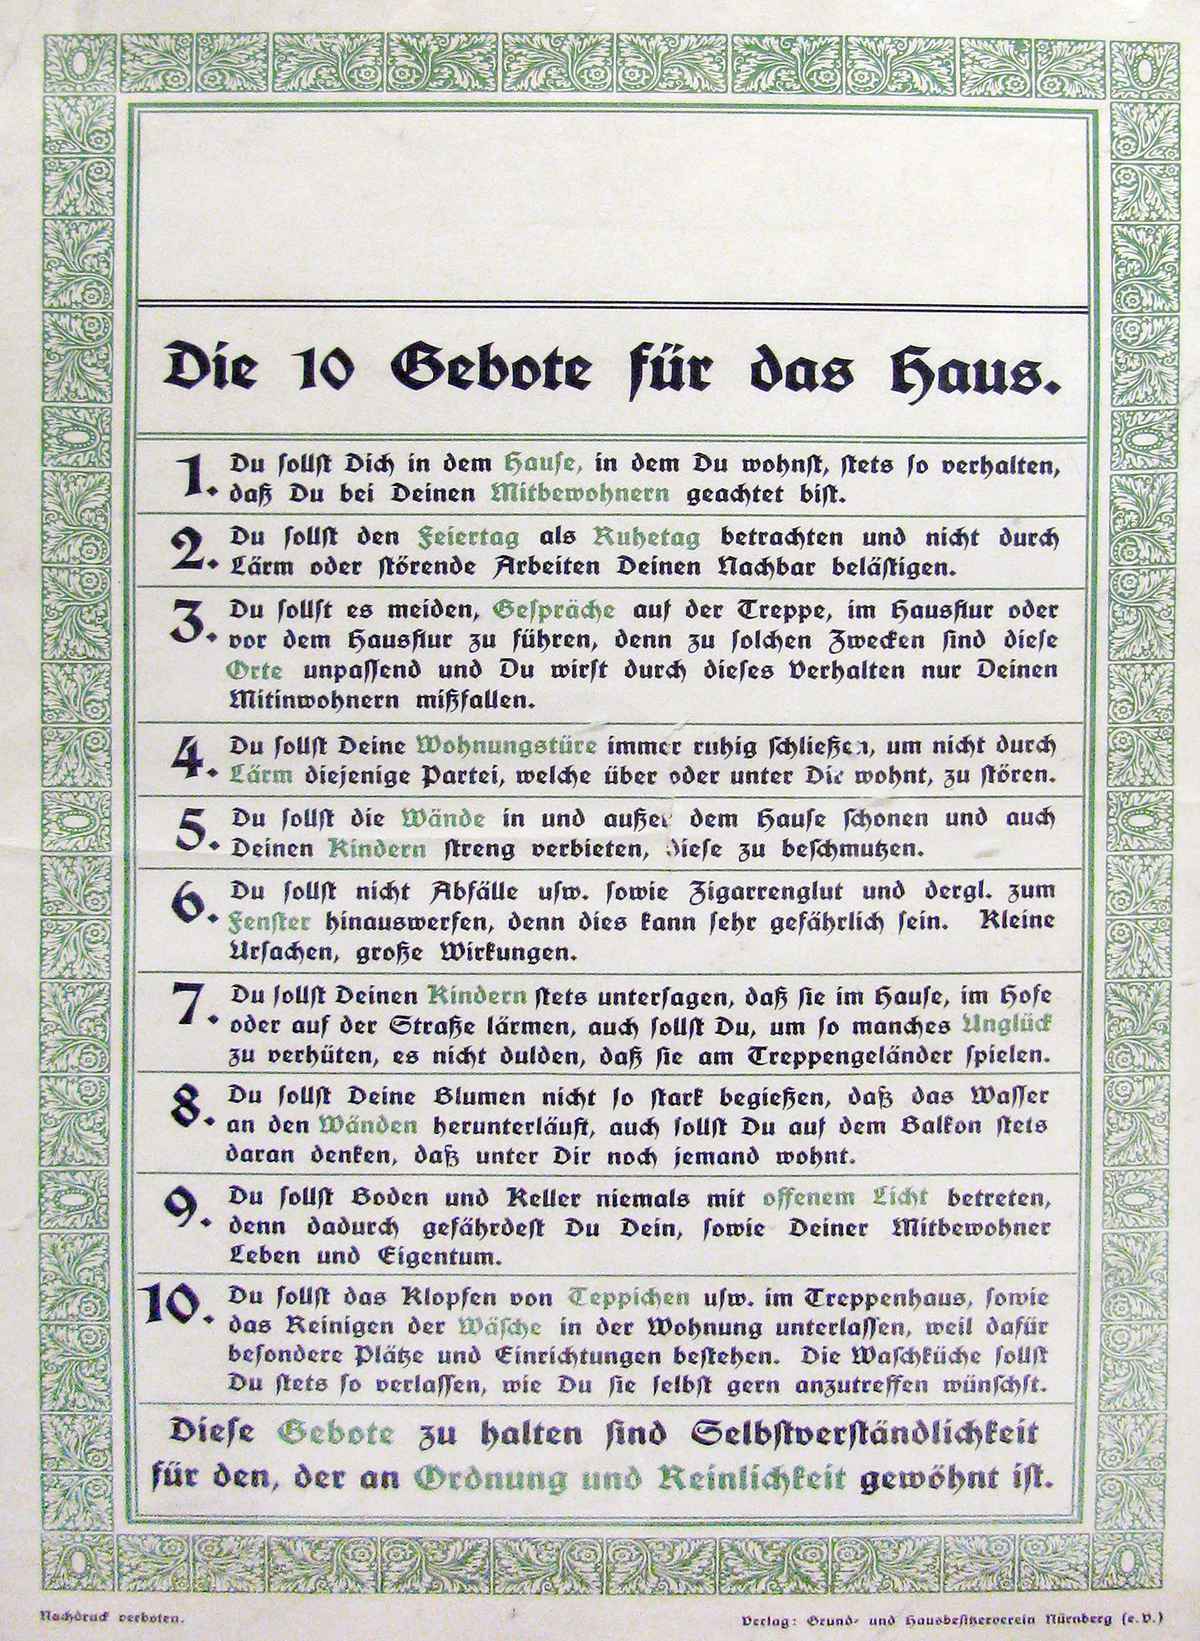 Die 10 Gebote für das Haus.
1. Du sollst Dich in dem Hause, in dem Du wohnst, stets so verhalten,
daß Du bei Deinen Mitbewohnern geachtet bist.
2. Du sollst den Feiertag als Ruhetag betrachten und nicht durch
Lärm oder störende Arbeiten Deinen Nachbar belästigen.
3. Du sollst es meiden, Gespräche auf der Treppe, im Hausflur oder
vor dem Hausflur zu führen, denn zu solchen Zwecken sind diese
Orte unpassend und Du wirst durch dieses Verhalten nur Deinen
Mitinwohnern mißfallen.
4. Du sollst Deine Wohnungstüre immer ruhig schließen, um nicht durch
Lärm diejenige Partei, welche über oder unter Dir wohnt, zu stören.
5. Du sollst die Wände in und außer dem Hause schonen und auch
Deinen Kindern streng verbieten, diese zu beschmutzen.
6. Du sollst nicht Abfälle usw. sowie Zigarrenglut und dergl. zum
Fenster hinauswerfen, denn dies kann sehr gefährlich sein. Kleine
Ursachen, große Wirkungen.
7. Du sollst Deinen Kindern stets untersagen, daß sie im Hause, im Hofe
oder auf der Straße lärmen, auch sollst Du, um so manches Unglück
zu verhüten, es nicht dulden, daß sie am Treppengeländer spielen.
8. Du sollst Deine Blumen nicht so stark begießen, daß das Wasser
an den Wänden herunterläuft, auch sollst Du auf dem Balkon stets
daran denken, daß unter Dir noch jemand wohnt.
9. Du sollst Boden und Keller niemals mit offenem Licht betreten,
denn dadurch gefährdest Du Dein, sowie Deiner Mitbewohner
Leben und Eigentum.
10. Du sollst das Klopfen von Teppichen usw. im Treppenhaus, sowie
das Reinigen der Wäsche in der Wohnung unterlassen, weil dafür
besondere Plätze und Einrichtungen bestehen. Die Waschküche sollst
Du stets so verlassen, wie Du sie selbst gern anzutreffen wünschst.
Diese Gebote zu halten sind Selbstverständlichkeit
für den, der an Ordnung und Reinlichkeit gewöhnt ist.
Nachdruck verboten.
Verlag: Grund- und Hausbesitzerverein Nürnberg (e. V.)